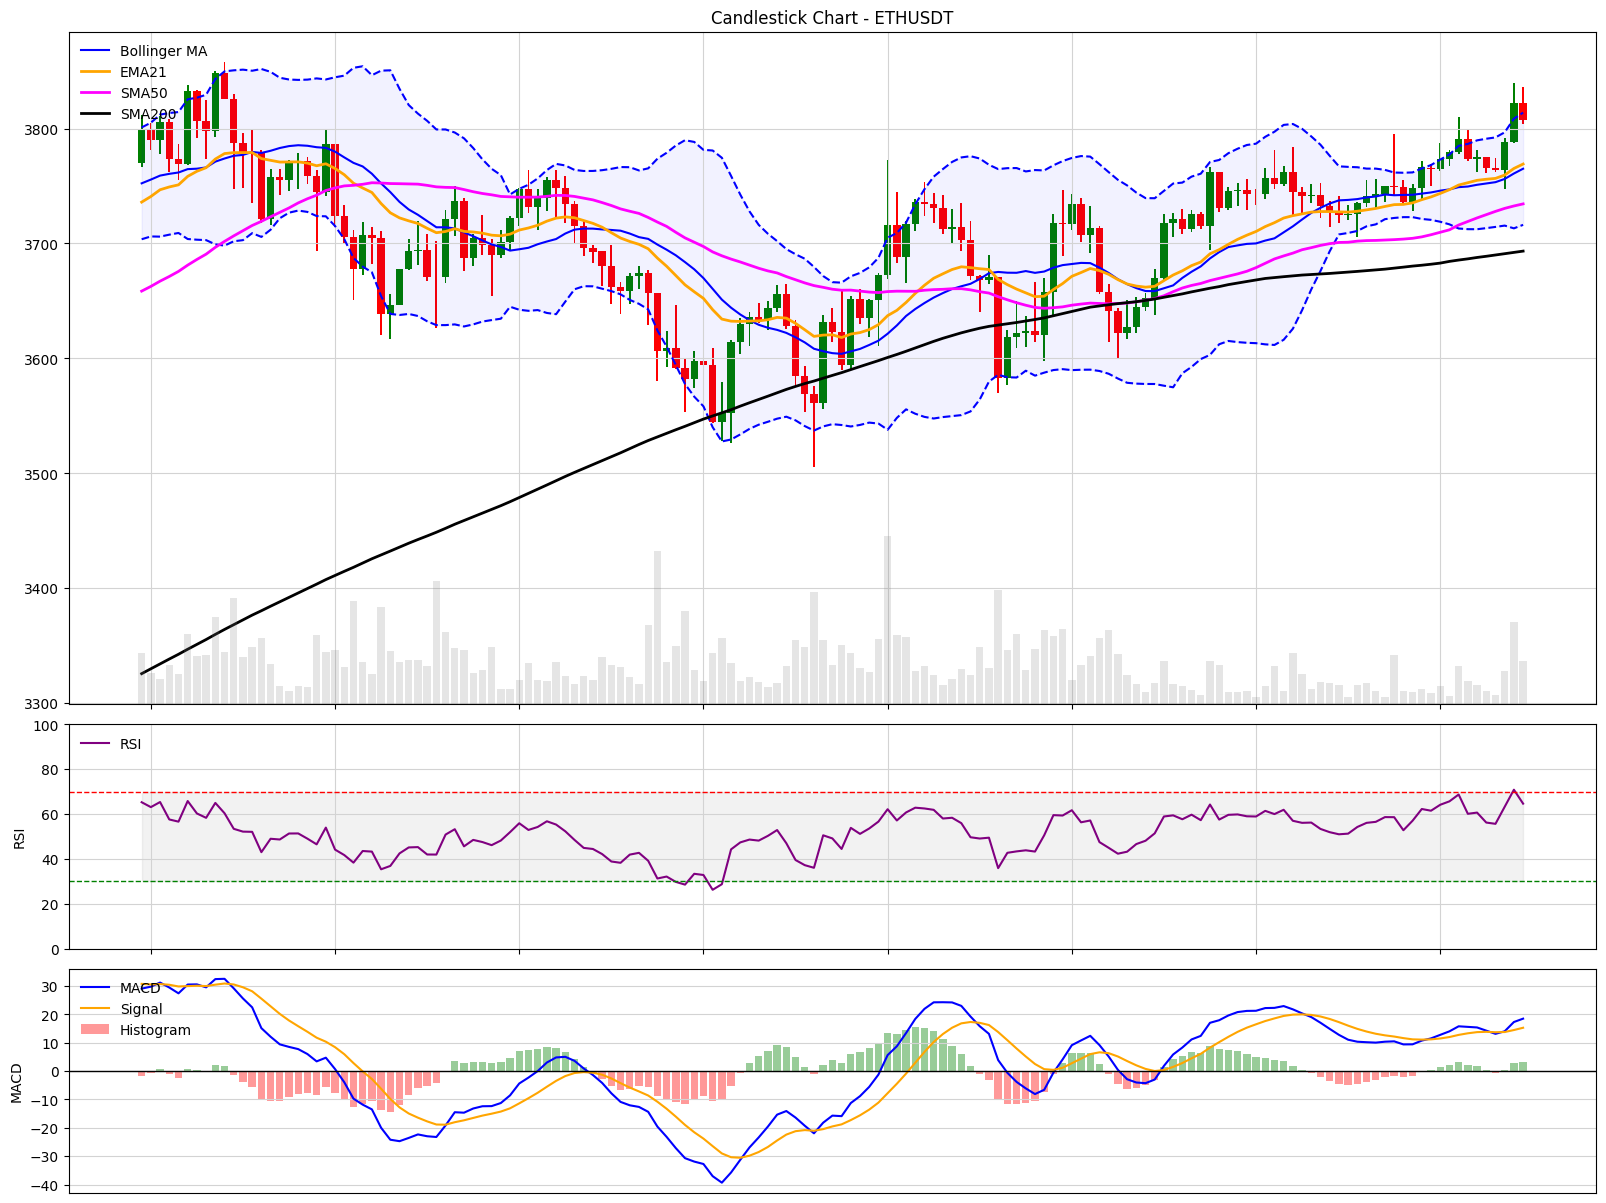 Candlestick Chart - ETHUSDT
Bollinger MA
EMA21
SMA50
SMA200
3800
3700
3600
3500
3400
3300
RSI
100
80
60
40
20
0
RSI
MACD
Signal
Histogram
30
20
10
0
−10
−20
−30
−40
MACD